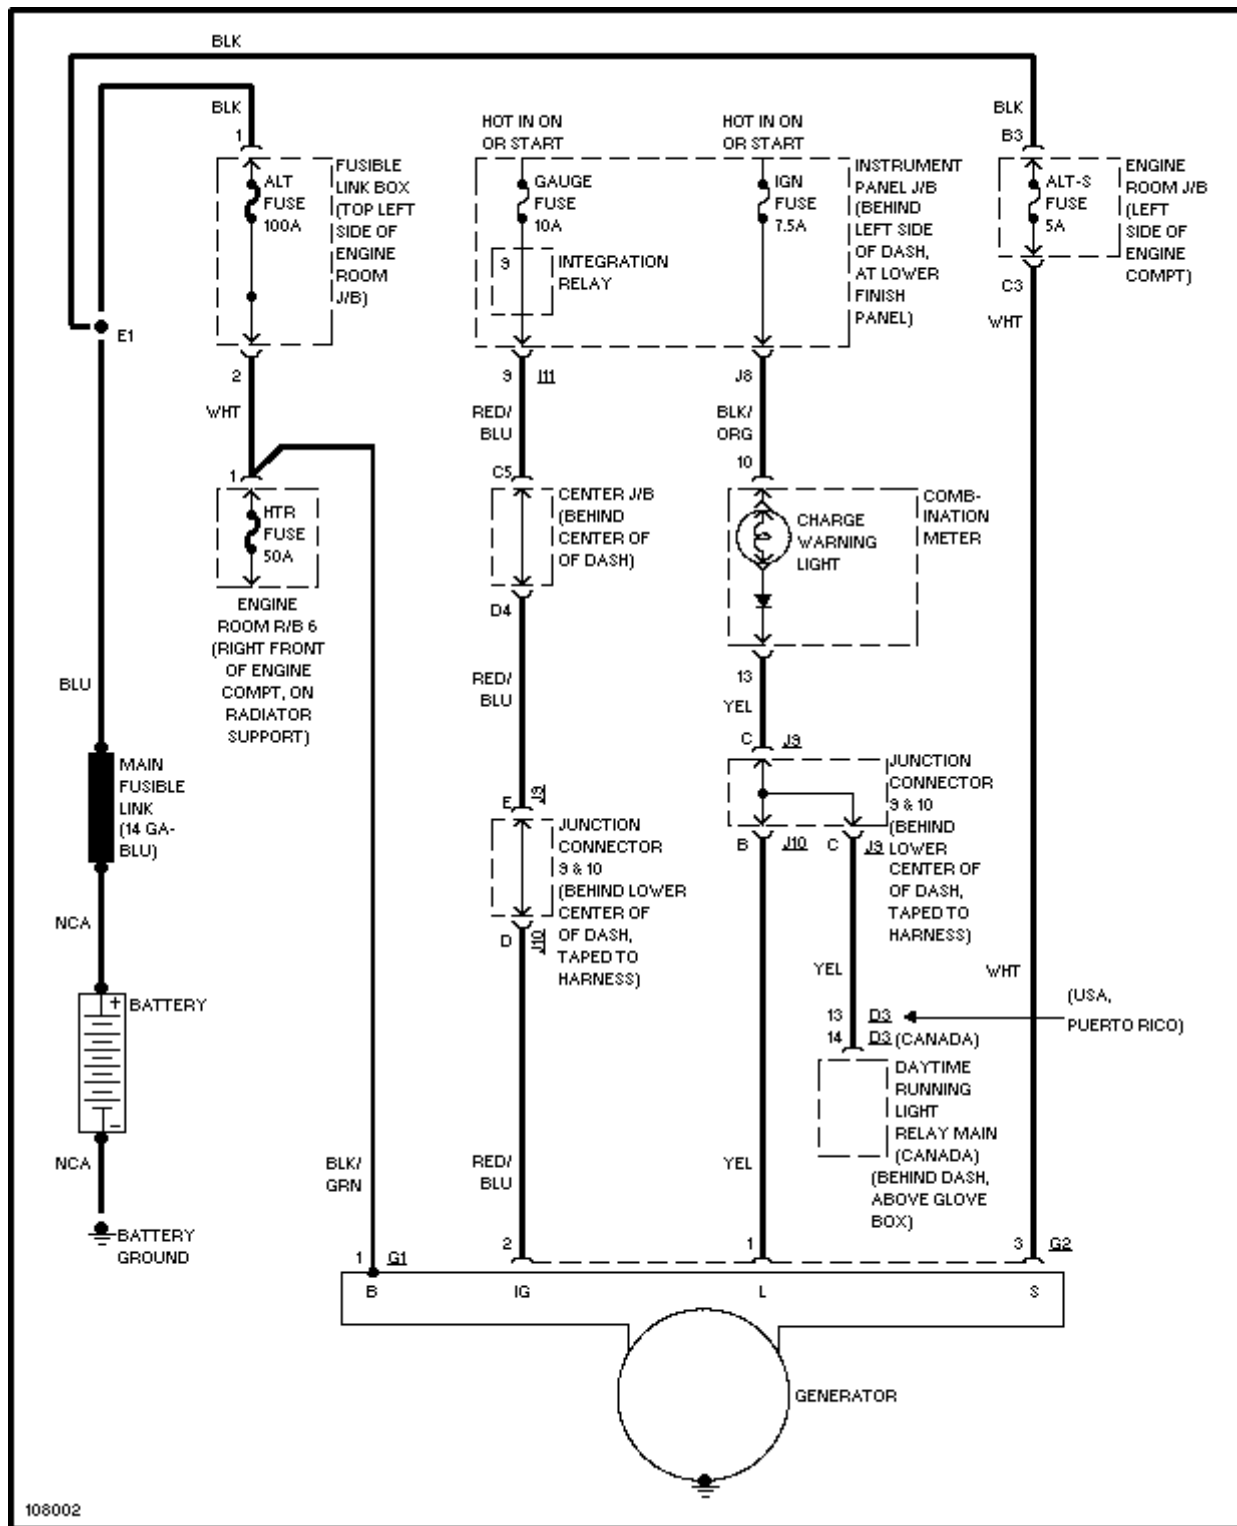 BLK
BLK
1
ALT
FUSE
100A
FUSIBLE
LINK BOX
(TOP LEFT
SIDE OF
ENGINE
ROOM
J/B)
HOT IN ON
OR START
GAUGE
FUSE
10A
9
INTEGRATION
RELAY
HOT IN ON
OR START
IGN
FUSE
7.5A
INSTRUMENT
PANEL J/B
(BEHIND
LEFT SIDE
OF DASH,
AT LOWER
FINISH
PANEL)
BLK
B3
ALT-S
FUSE
5A
ENGINE
ROOM J/B
(LEFT
SIDE OF
ENGINE
COMPT)
C3
WHT
E1
2
WHT
9 I11
RED/
BLU
J8
BLK/
ORG
1
HTR
FUSE
50A
ENGINE
ROOM R/B 6
(RIGHT FRONT
OF ENGINE
COMPT, ON
RADIATOR
SUPPORT)
C5
CENTER J/B
(BEHIND
CENTER OF
OF DASH)
D4
10
CHARGE
WARNING
LIGHT
COMB-
INATION
METER
13
YEL
BLU
RED/
BLU
C J9
JUNCTION
CONNECTOR
9 & 10
(BEHIND
LOWER
CENTER OF
OF DASH,
TAPED TO
HARNESS)
B J10 C J9
MAIN
FUSIBLE
LINK
(14 GA-
BLU)
E J9
JUNCTION
CONNECTOR
9 & 10
(BEHIND LOWER
CENTER OF
OF DASH,
TAPED TO
HARNESS)
D J10
NCA
+
BATTERY
-
YEL
WHT
(USA,
PUERTO RICO)
13 D3
14 D3 (CANADA)
DAYTIME
RUNNING
LIGHT
RELAY MAIN
(CANADA)
(BEHIND DASH,
ABOVE GLOVE
BOX)
NCA
BATTERY
GROUND
BLK/
GRN
RED/
BLU
YEL
1 G1
2
1
3 G2
B
IG
L
S
GENERATOR
108002